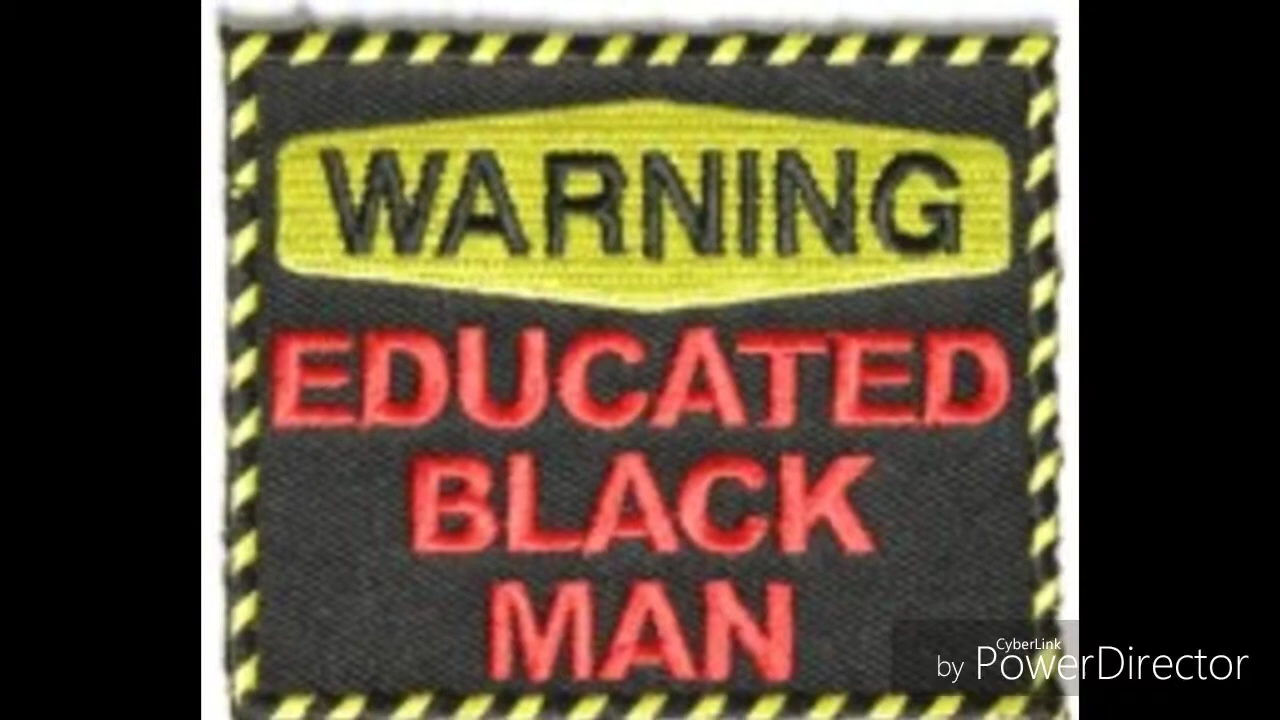 WARNING
EDUCATED
BLACK
MAN
CyberLink
by PowerDirector